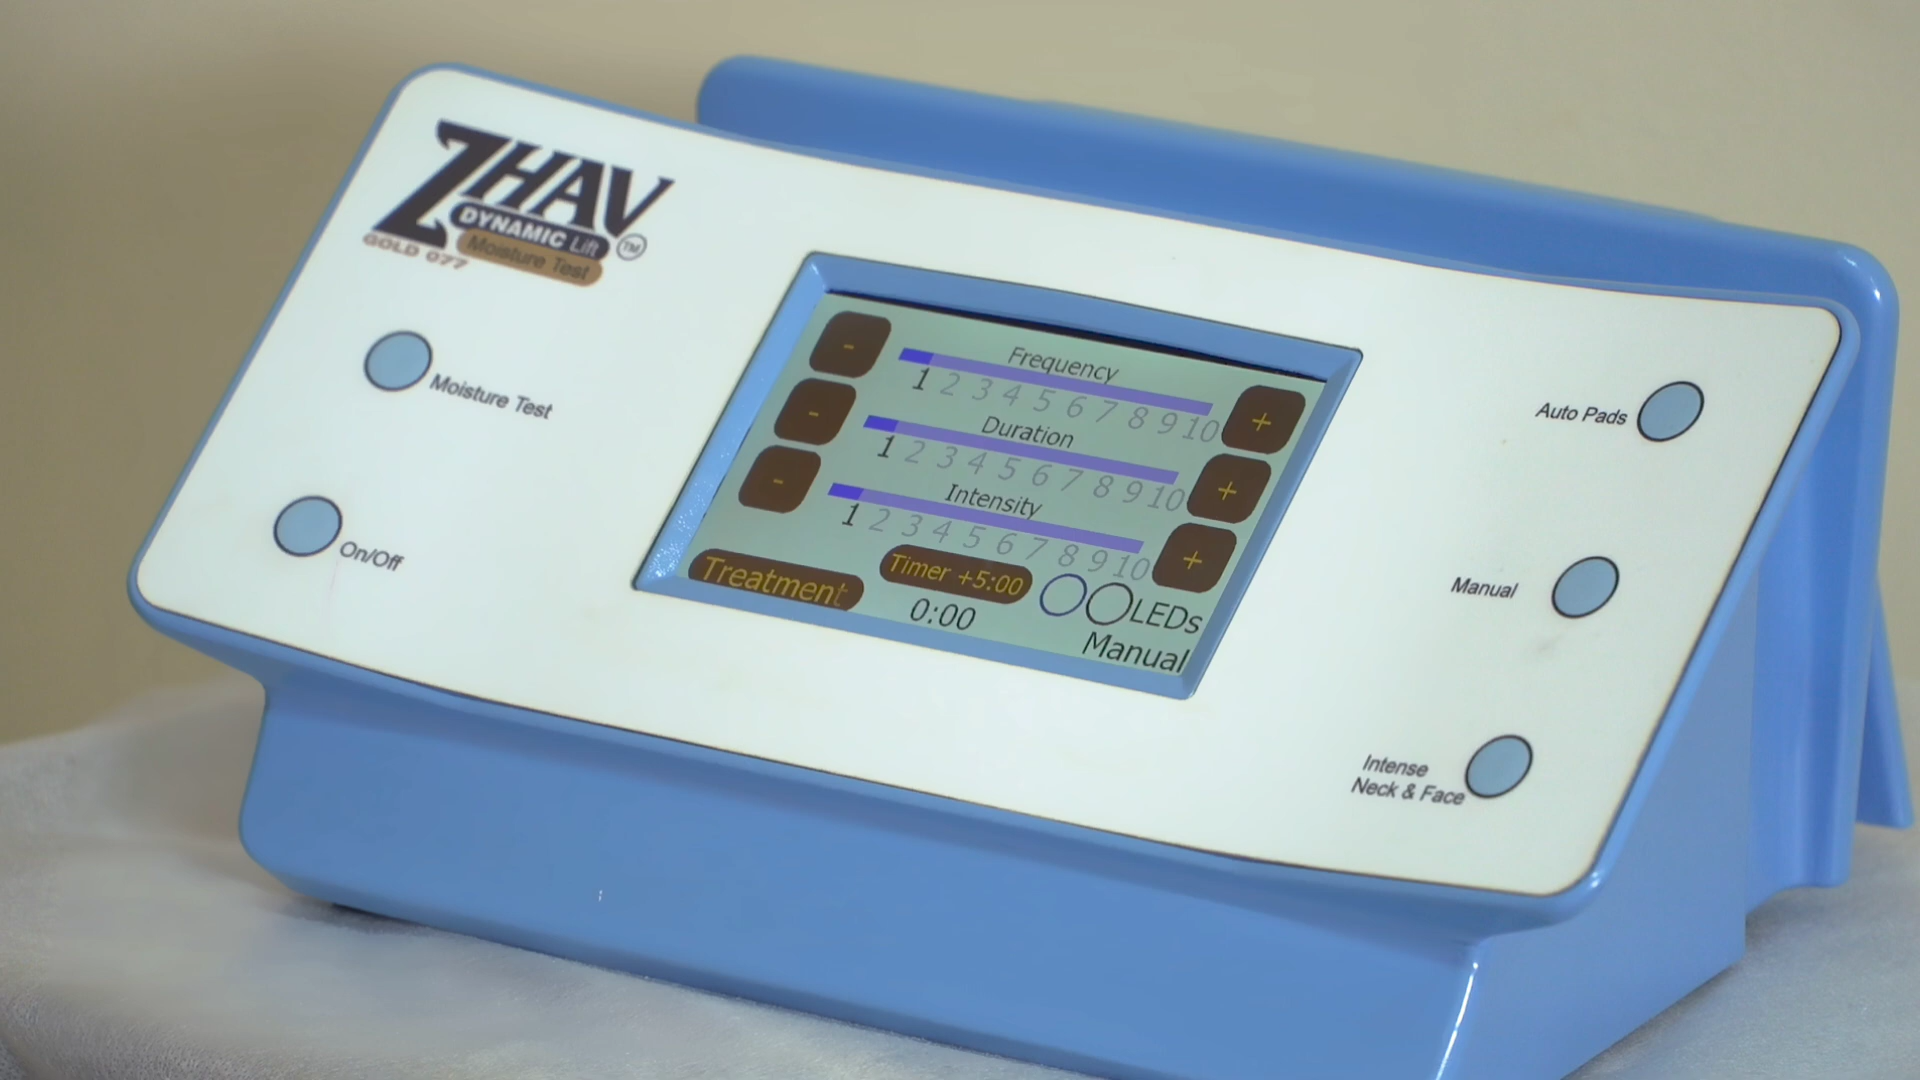 ZHAV
DYNAMIC Lift
TM
GOLD 077
Moisture Test
Moisture Test
On/Off
Frequency
- 1 2 3 4 5 6 7 8 9 10 +
Duration
- 1 2 3 4 5 6 7 8 9 10 +
Intensity
- 1 2 3 4 5 6 7 8 9 10 +
Treatment
Timer +5:00
0:00
LEDs
Manual
Auto Pads
Manual
Intense
Neck & Face